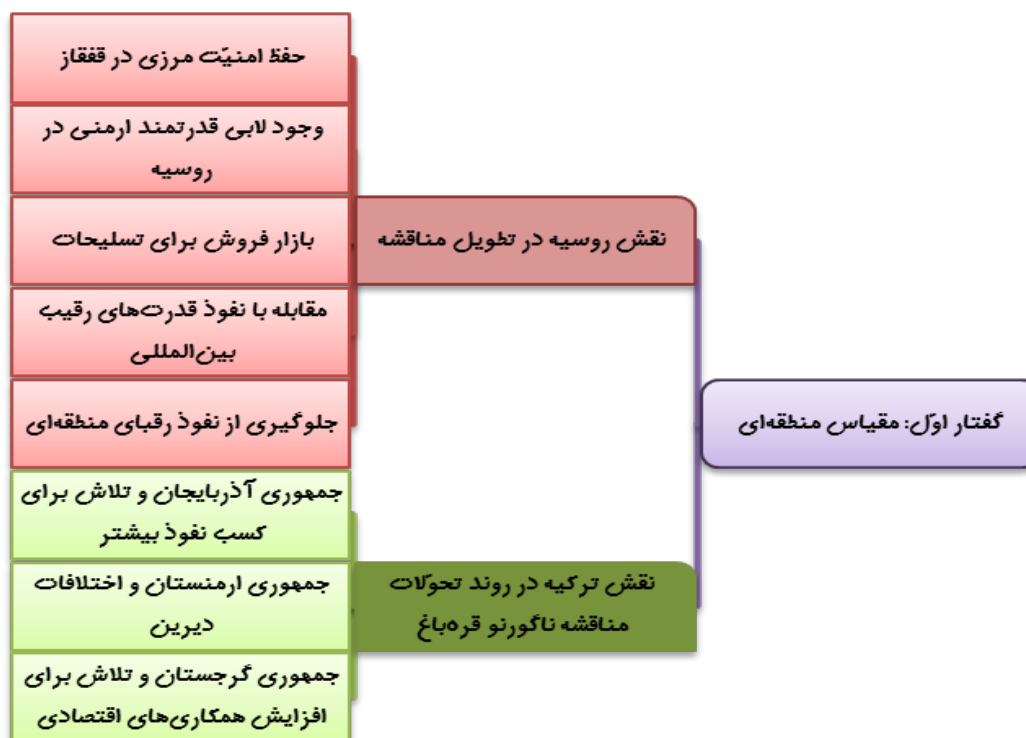 گفتار اوّل: مقیاس منطقه‌ای
نقش روسیه در تطویل مناقشه
حفظ امنیّت مرزی در قفقاز
وجود لابی قدرتمند ارمنی در
روسیه
بازار فروش برای تسلیحات
مقابله با نفوذ قدرت‌های رقیب
بین‌المللی
جلوگیری از نفوذ رقبای منطقه‌ای
نقش ترکیه در روند تحوّلات
مناقشه ناگورنو قره‌باغ
جمهوری آذربایجان و تلاش برای
کسب نفوذ بیشتر
جمهوری ارمنستان و اختلافات
دیرین
جمهوری گرجستان و تلاش برای
افزایش همکاری‌های اقتصادی